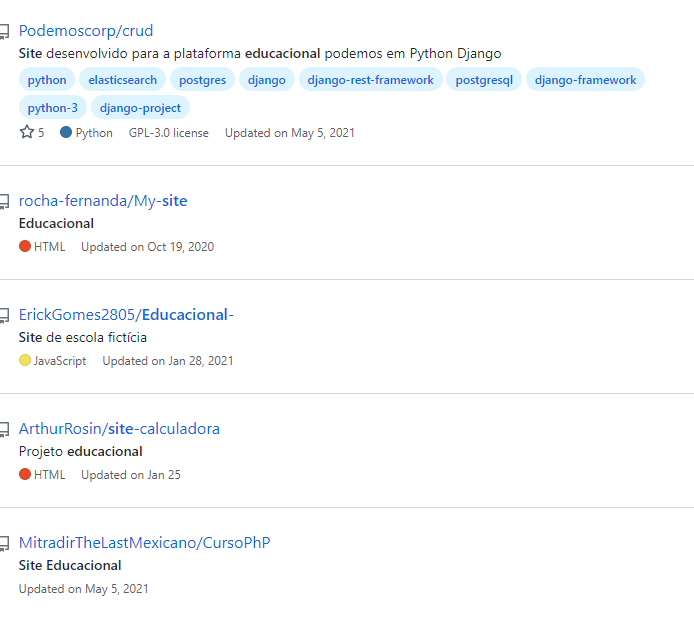 Podemoscorp/crud
Site desenvolvido para a plataforma educacional podemos em Python Django
python elasticsearch postgres django django-rest-framework postgresql django-framework
python-3 django-project
5 Python GPL-3.0 license Updated on May 5, 2021
rocha-fernanda/My-site
Educacional
HTML Updated on Oct 19, 2020
ErickGomes2805/Educacional-
Site de escola fictícia
JavaScript Updated on Jan 28, 2021
ArthurRosin/site-calculadora
Projeto educacional
HTML Updated on Jan 25
MitradirTheLastMexicano/CursoPhP
Site Educacional
Updated on May 5, 2021